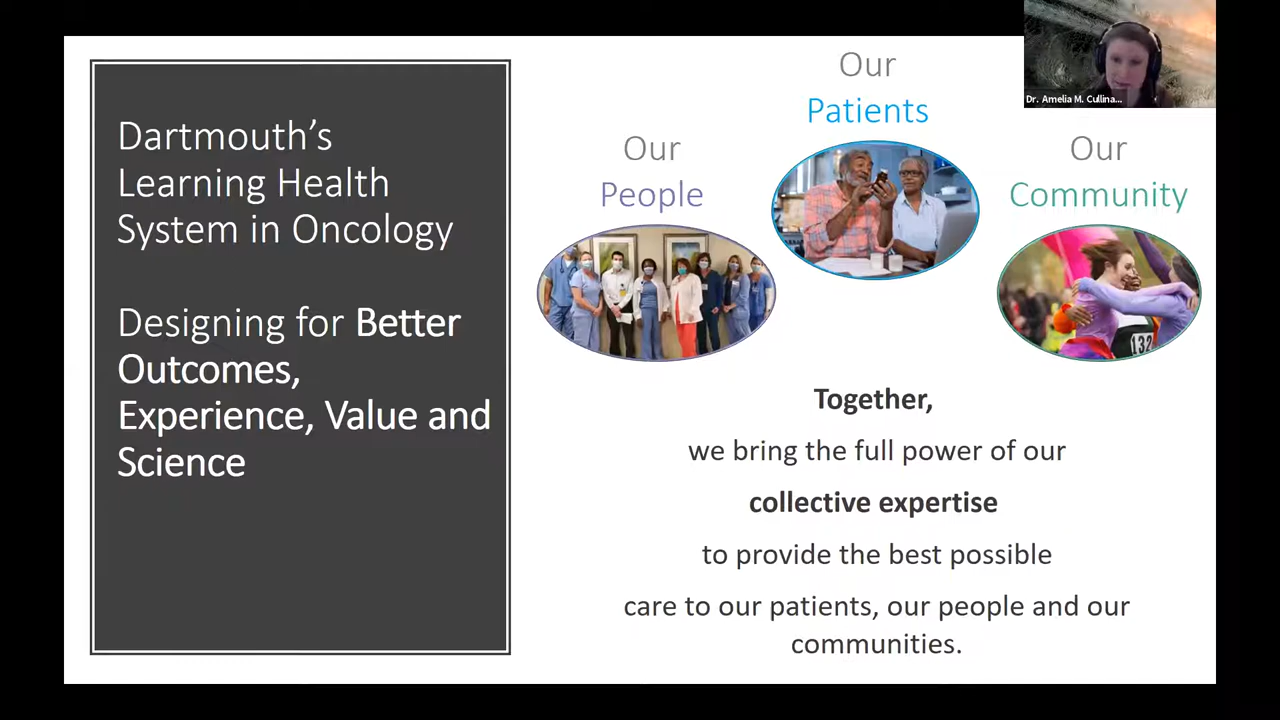 Dartmouth's
Learning Health
System in Oncology
Designing for Better
Outcomes,
Experience, Value and
Science
Our
People
Our
Patients
Our
Community
132
Together,
we bring the full power of our
collective expertise
to provide the best possible
care to our patients, our people and our
communities.
Dr. Amelia M. Cullina...